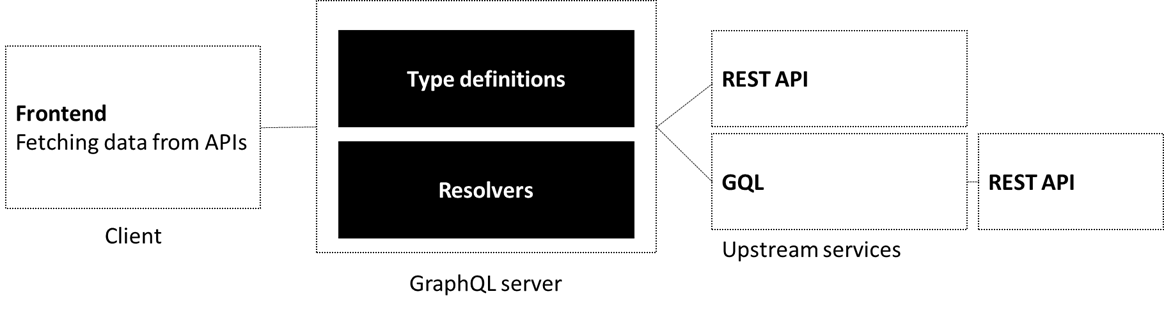 Frontend
Fetching data from APIs
Client
Type definitions
Resolvers
GraphQL server
REST API
GQL
REST API
Upstream services